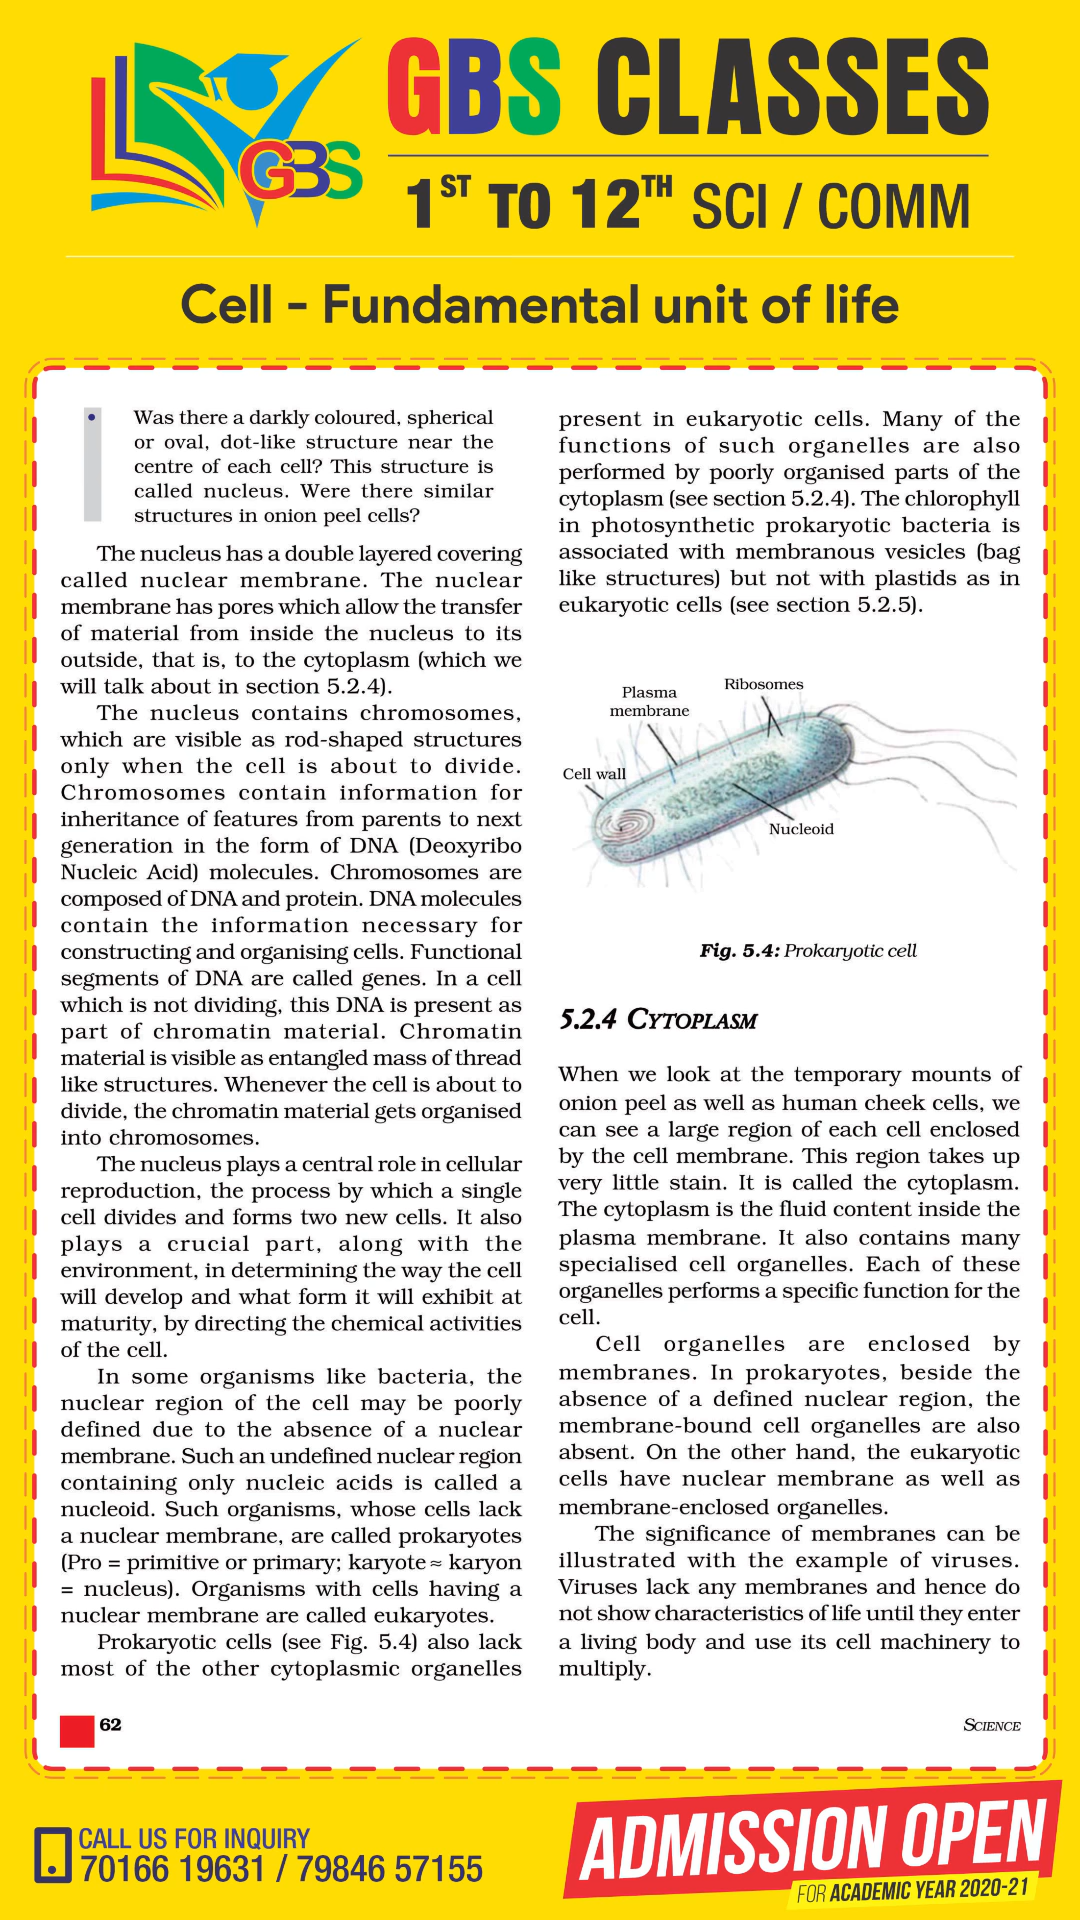 GBS
GBS CLASSES
1ST TO 12TH SCI / COMM
Cell - Fundamental unit of life
• Was there a darkly coloured, spherical
or oval, dot-like structure near the
centre of each cell? This structure is
called nucleus. Were there similar
structures in onion peel cells?
The nucleus has a double layered covering
called nuclear membrane. The nuclear
membrane has pores which allow the transfer
of material from inside the nucleus to its
outside, that is, to the cytoplasm (which we
will talk about in section 5.2.4).
The nucleus contains chromosomes,
which are visible as rod-shaped structures
only when the cell is about to divide.
Chromosomes contain information for
inheritance of features from parents to next
generation in the form of DNA (Deoxyribo
Nucleic Acid) molecules. Chromosomes are
composed of DNA and protein. DNA molecules
contain the information necessary for
constructing and organising cells. Functional
segments of DNA are called genes. In a cell
which is not dividing, this DNA is present as
part of chromatin material. Chromatin
material is visible as entangled mass of thread
like structures. Whenever the cell is about to
divide, the chromatin material gets organised
into chromosomes.
The nucleus plays a central role in cellular
reproduction, the process by which a single
cell divides and forms two new cells. It also
plays a crucial part, along with the
environment, in determining the way the cell
will develop and what form it will exhibit at
maturity, by directing the chemical activities
of the cell.
In some organisms like bacteria, the
nuclear region of the cell may be poorly
defined due to the absence of a nuclear
membrane. Such an undefined nuclear region
containing only nucleic acids is called a
nucleoid. Such organisms, whose cells lack
a nuclear membrane, are called prokaryotes
(Pro = primitive or primary; karyote ≈ karyon
= nucleus). Organisms with cells having a
nuclear membrane are called eukaryotes.
Prokaryotic cells (see Fig. 5.4) also lack
most of the other cytoplasmic organelles
present in eukaryotic cells. Many of the
functions of such organelles are also
performed by poorly organised parts of the
cytoplasm (see section 5.2.4). The chlorophyll
in photosynthetic prokaryotic bacteria is
associated with membranous vesicles (bag
like structures) but not with plastids as in
eukaryotic cells (see section 5.2.5).
Ribosomes
Plasma
membrane
Cell wall
Nucleoid
Fig. 5.4: Prokaryotic cell
5.2.4 CYTOPLASM
When we look at the temporary mounts of
onion peel as well as human cheek cells, we
can see a large region of each cell enclosed
by the cell membrane. This region takes up
very little stain. It is called the cytoplasm.
The cytoplasm is the fluid content inside the
plasma membrane. It also contains many
specialised cell organelles. Each of these
organelles performs a specific function for the
cell.
Cell organelles are enclosed by
membranes. In prokaryotes, beside the
absence of a defined nuclear region, the
membrane-bound cell organelles are also
absent. On the other hand, the eukaryotic
cells have nuclear membrane as well as
membrane-enclosed organelles.
The significance of membranes can be
illustrated with the example of viruses.
Viruses lack any membranes and hence do
not show characteristics of life until they enter
a living body and use its cell machinery to
multiply.
62
SCIENCE
CALL US FOR INQUIRY
70166 19631 / 79846 57155
ADMISSION OPEN
FOR ACADEMIC YEAR 2020-21